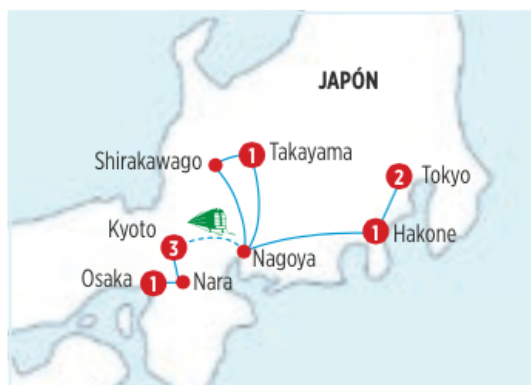 JAPÓN
1 Takayama
Shirakawago
2 Tokyo
Kyoto
1 Hakone
3
Nagoya
Osaka 1 Nara